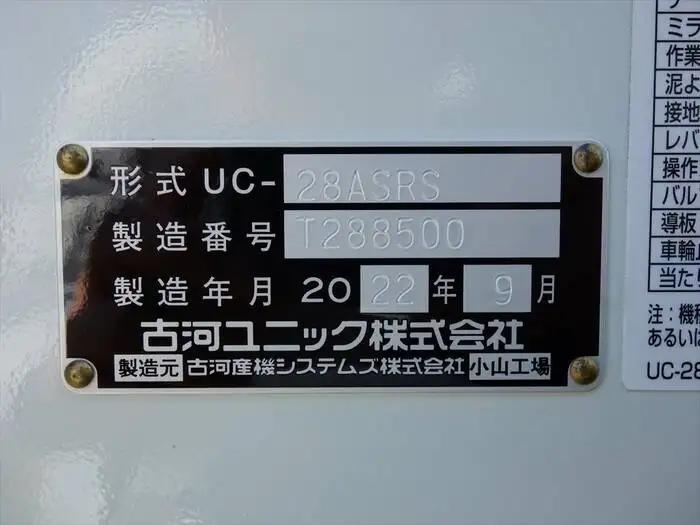 形式 UC- 28ASRS
製造番号 T288500
製造年月 2022年 9月
古河ユニック株式会社
製造元 古河産機システムズ株式会社 小山工場
ミラ
作業
泥よ
接地
レバ
操作
バル
導板
車輪止
当たり
注：機種
あるいは
UC-28